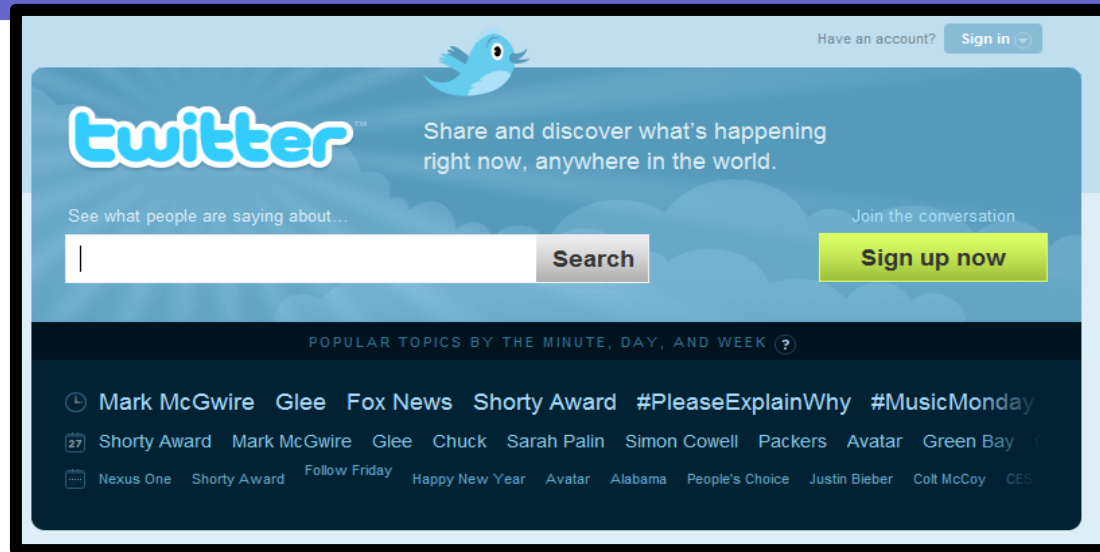 Have an account? Sign in
twitter™
Share and discover what's happening
right now, anywhere in the world.
See what people are saying about...
Search
Join the conversation
Sign up now
POPULAR TOPICS BY THE MINUTE, DAY, AND WEEK ?
Mark McGwire Glee Fox News Shorty Award #PleaseExplainWhy #MusicMonday
27 Shorty Award Mark McGwire Glee Chuck Sarah Palin Simon Cowell Packers Avatar Green Bay
Nexus One Shorty Award Follow Friday Happy New Year Avatar Alabama People's Choice Justin Bieber Colt McCoy CES